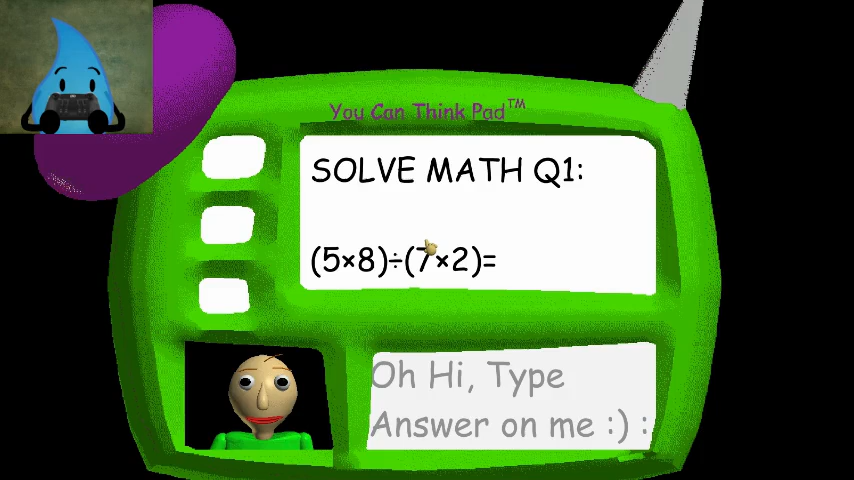 You Can Think Pad™
SOLVE MATH Q1:
(5×8)÷(7×2)=
Oh Hi, Type
Answer on me :) :